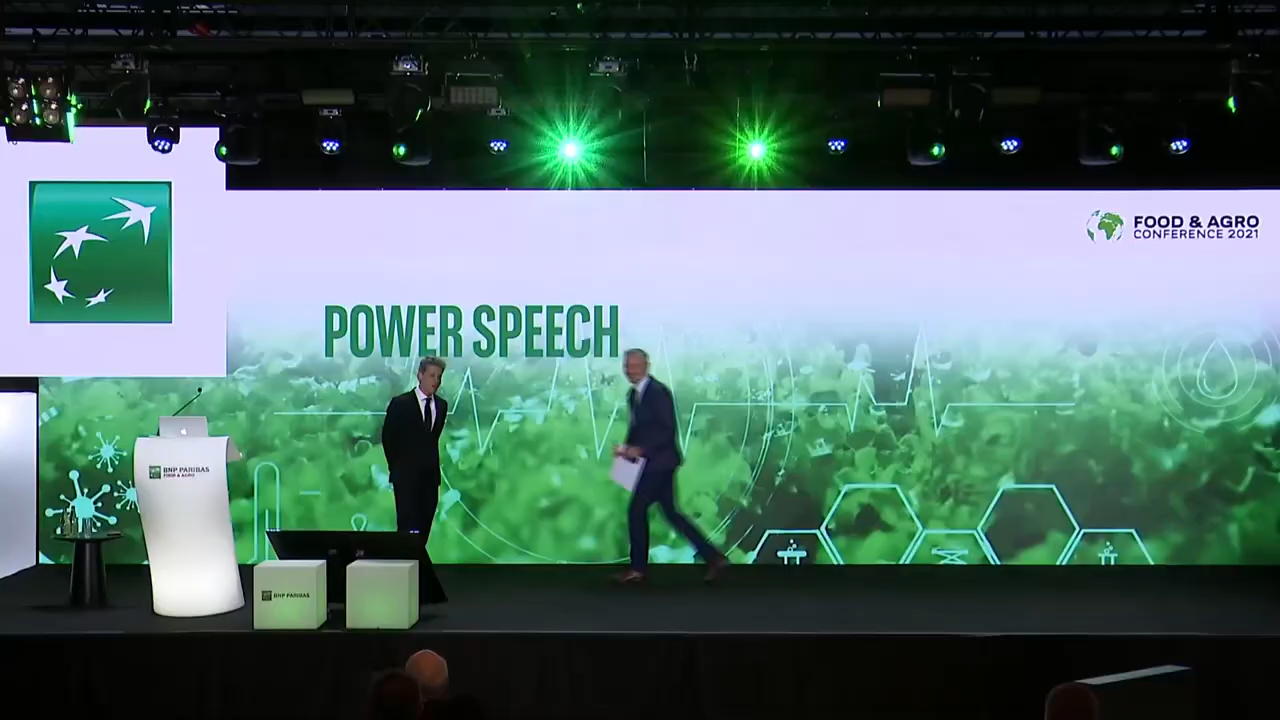 FOOD & AGRO
CONFERENCE 2021
POWER SPEECH
BNP PARIBAS
FOOD & AGRO
BNP PARIBAS